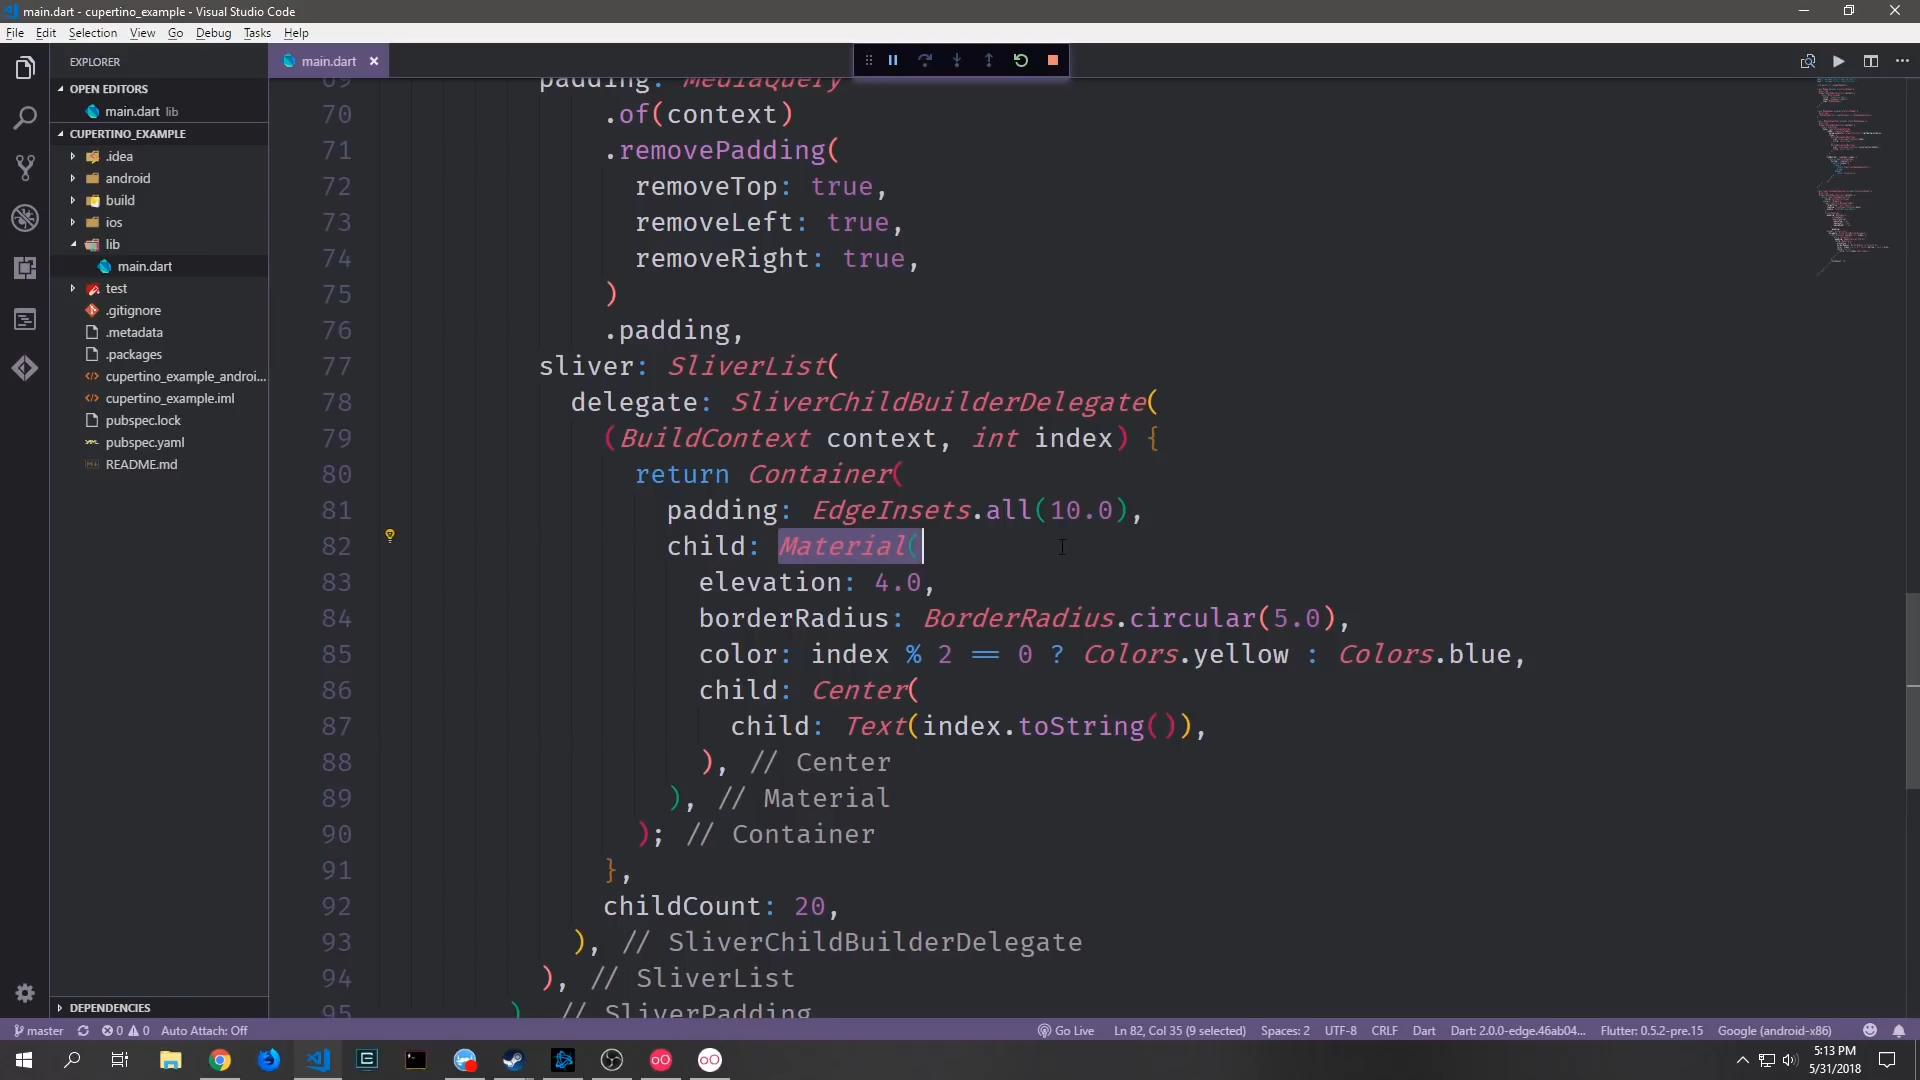 main.dart - cupertino_example - Visual Studio Code
File Edit Selection View Go Debug Tasks Help
EXPLORER
OPEN EDITORS
main.dart lib
CUPERTINO_EXAMPLE
.idea
android
build
ios
lib
main.dart
test
.gitignore
.metadata
.packages
cupertino_example_androi...
cupertino_example.iml
pubspec.lock
pubspec.yaml
README.md
DEPENDENCIES
main.dart
69 padding: MediaQuery
70 .of(context)
71 .removePadding(
72 removeTop: true,
73 removeLeft: true,
74 removeRight: true,
75 )
76 .padding,
77 sliver: SliverList(
78 delegate: SliverChildBuilderDelegate(
79 (BuildContext context, int index) {
80 return Container(
81 padding: EdgeInsets.all(10.0),
82 child: Material(
83 elevation: 4.0,
84 borderRadius: BorderRadius.circular(5.0),
85 color: index % 2 == 0 ? Colors.yellow : Colors.blue,
86 child: Center(
87 child: Text(index.toString()),
88 ), // Center
89 ), // Material
90 ); // Container
91 },
92 childCount: 20,
93 ), // SliverChildBuilderDelegate
94 ), // SliverList
95 ) // SliverPadding
master 0 0 Auto Attach: Off Go Live Ln 82, Col 35 (9 selected) Spaces: 2 UTF-8 CRLF Dart Dart: 2.0.0-edge.46ab04... Flutter: 0.5.2-pre.15 Google (android-x86)
5:13 PM
5/31/2018